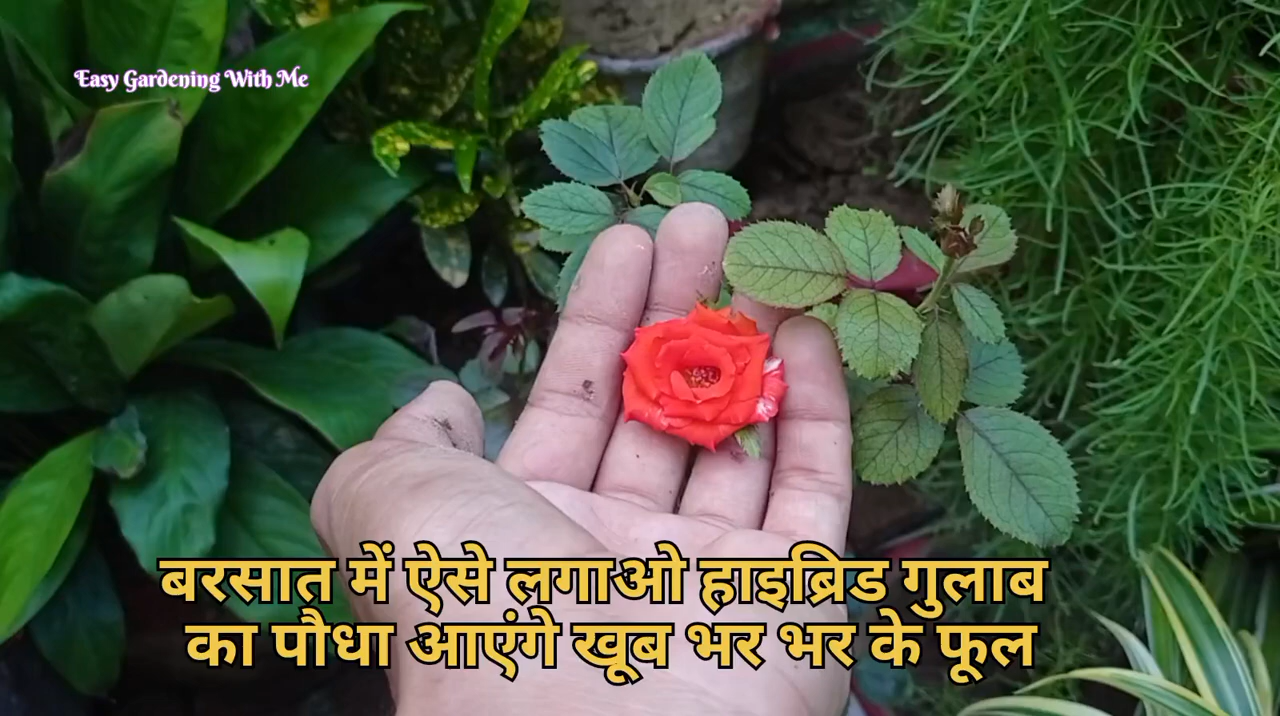 Easy Gardening With Me
बरसात में ऐसे लगाओ हाइब्रिड गुलाब
का पौधा आएंगे खूब भर भर के फूल